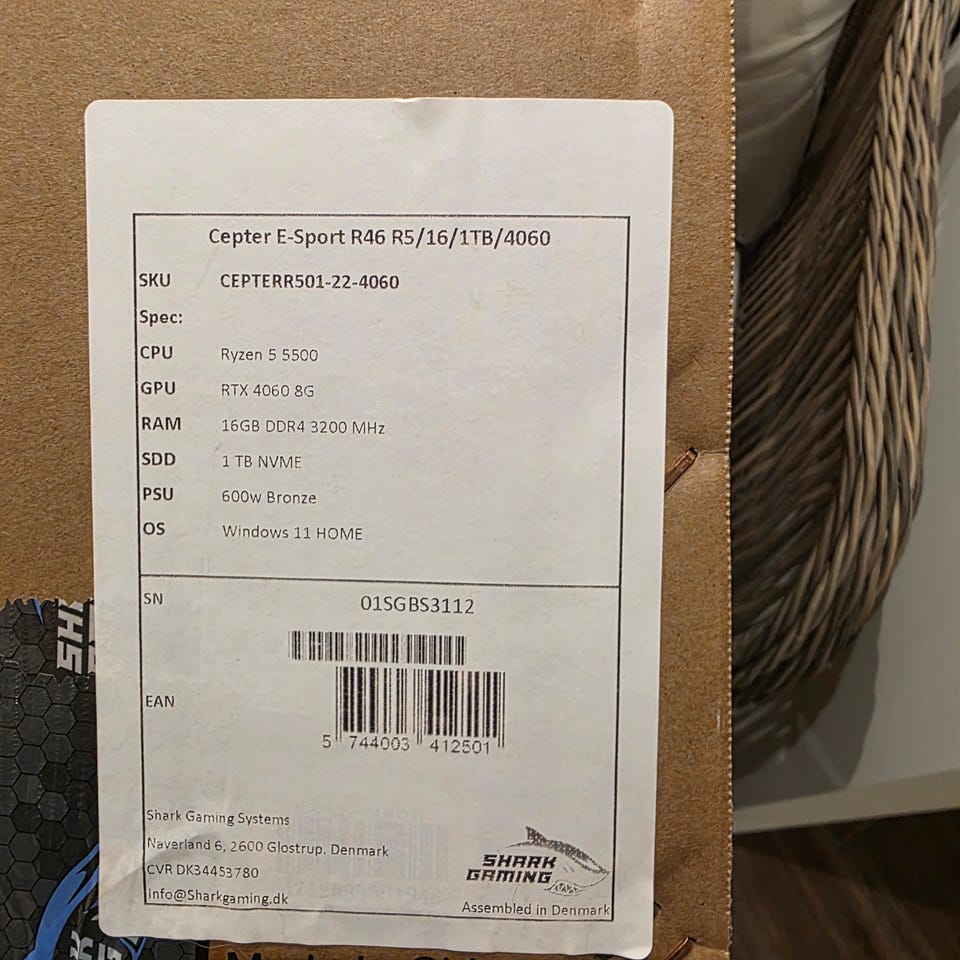 Cepter E-Sport R46 R5/16/1TB/4060
SKU CEPTERR501-22-4060
Spec:
CPU Ryzen 5 5500
GPU RTX 4060 8G
RAM 16GB DDR4 3200 MHz
SDD 1 TB NVME
PSU 600w Bronze
OS Windows 11 HOME
SN 01SGBS3112
EAN
5 744003 412501
Shark Gaming Systems
Naverland 6, 2600 Glostrup. Denmark
CVR DK34453780
info@Sharkgaming.dk
SHARK
GAMING
Assembled in Denmark
SH